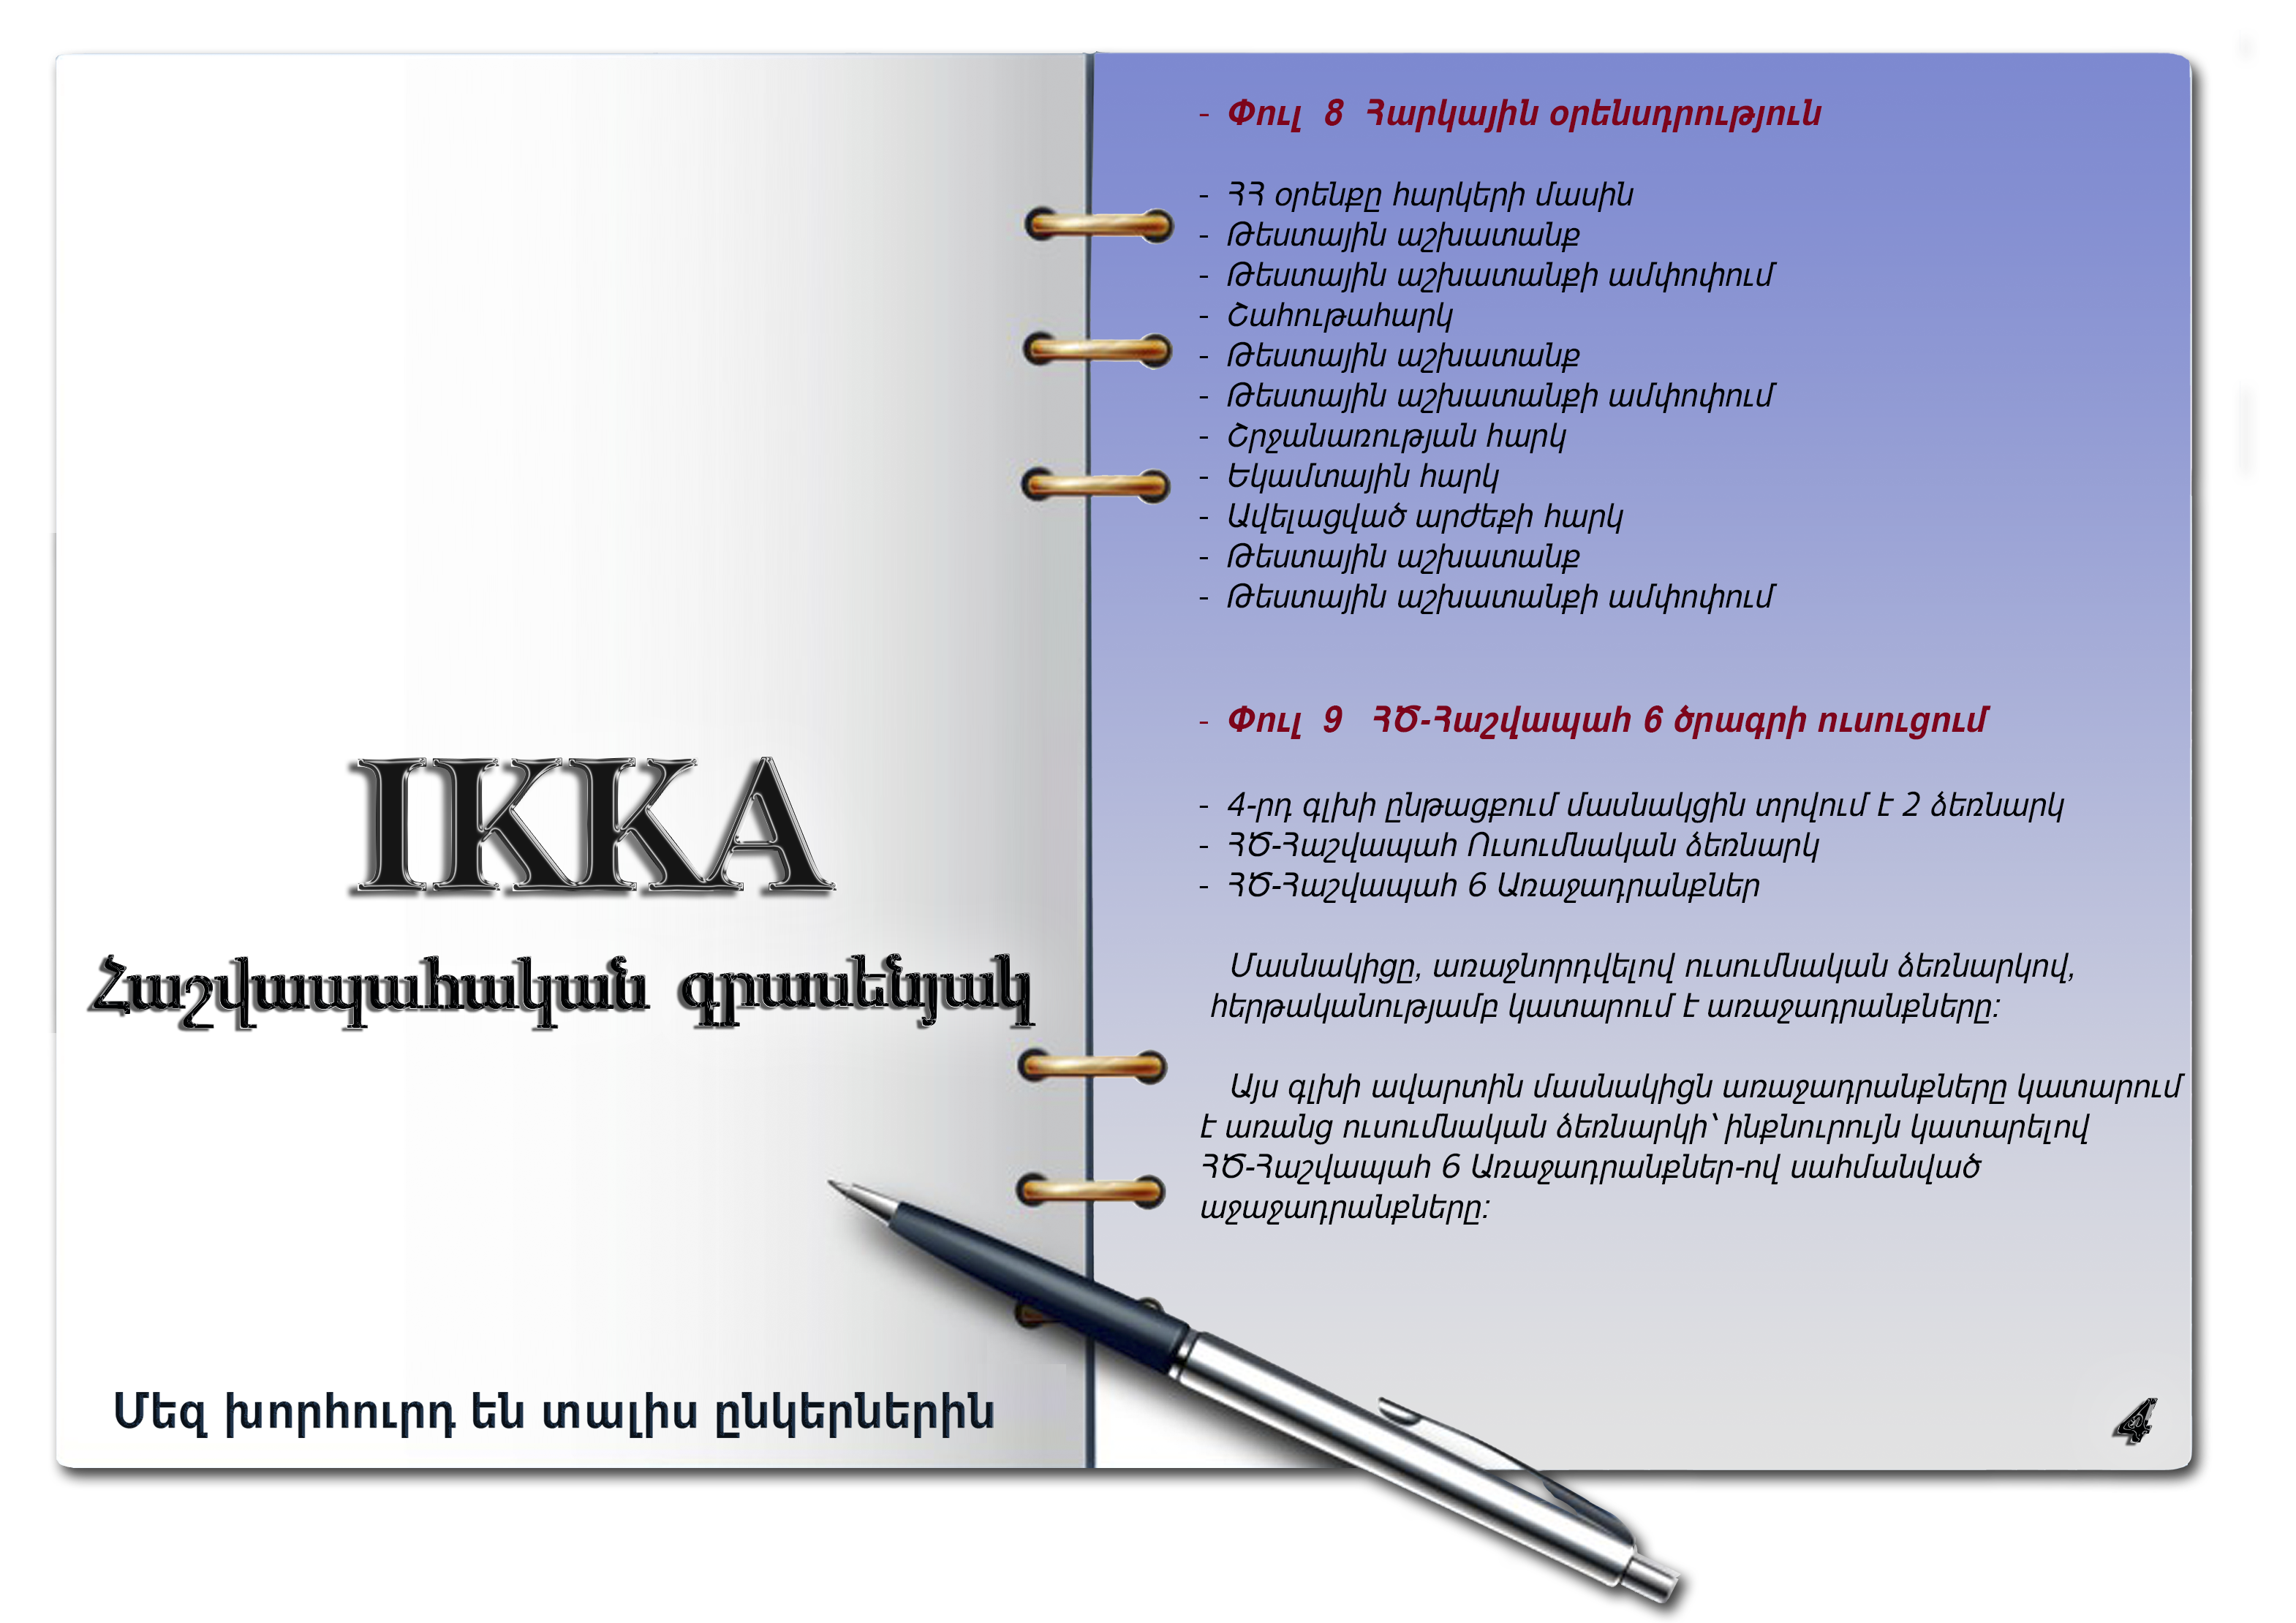 IKKA
Հաշվապահական գրասենյակ
Մեզ խորհուրդ են տալիս ընկերներին
- Փուլ 8 Հարկային օրենսդրություն
- ՀՀ օրենքը հարկերի մասին
- Թեստային աշխատանք
- Թեստային աշխատանքի ամփոփում
- Շահութահարկ
- Թեստային աշխատանք
- Թեստային աշխատանքի ամփոփում
- Շրջանառության հարկ
- Եկամտային հարկ
- Ավելացված արժեքի հարկ
- Թեստային աշխատանք
- Թեստային աշխատանքի ամփոփում
- Փուլ 9 ՀԾ-Հաշվապահ 6 ծրագրի ուսուցում
- 4-րդ գլխի ընթացքում մասնակցին տրվում է 2 ձեռնարկ
- ՀԾ-Հաշվապահ Ուսումնական ձեռնարկ
- ՀԾ-Հաշվապահ 6 Առաջադրանքներ
Մասնակիցը, առաջնորդվելով ուսումնական ձեռնարկով,
հերթականությամբ կատարում է առաջադրանքները:
Այս գլխի ավարտին մասնակիցն առաջադրանքները կատարում
է առանց ուսումնական ձեռնարկի՝ ինքնուրույն կատարելով
ՀԾ-Հաշվապահ 6 Առաջադրանքներ-ով սահմանված
աջաջադրանքները:
4